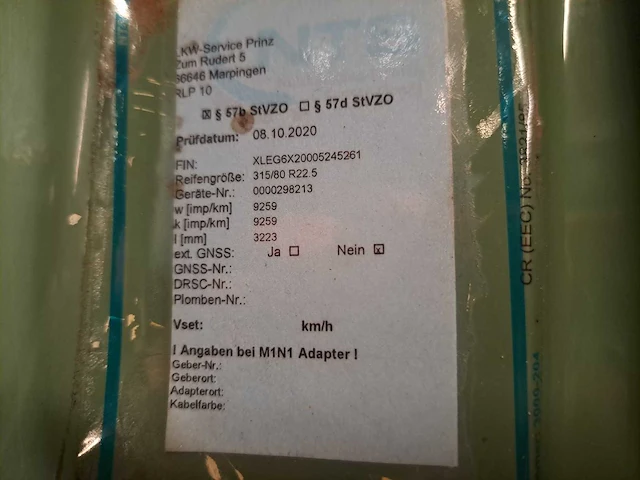 LKW-Service Prinz
Zum Rudert 5
66646 Marpingen
RLP 10
☒ § 57b StVZO ☐ § 57d StVZO
Prüfdatum: 08.10.2020
FIN: XLEG6X20005245261
Reifengröße: 315/80 R22.5
Geräte-Nr.: 0000298213
w [imp/km] 9259
k [imp/km] 9259
l [mm] 3223
ext. GNSS: Ja ☐ Nein ☒
GNSS-Nr.:
DRSC-Nr.:
Plomben-Nr.:
Vset: km/h
! Angaben bei M1N1 Adapter !
Geber-Nr.:
Geberort:
Adapterort:
Kabelfarbe:
CR (EEC) No